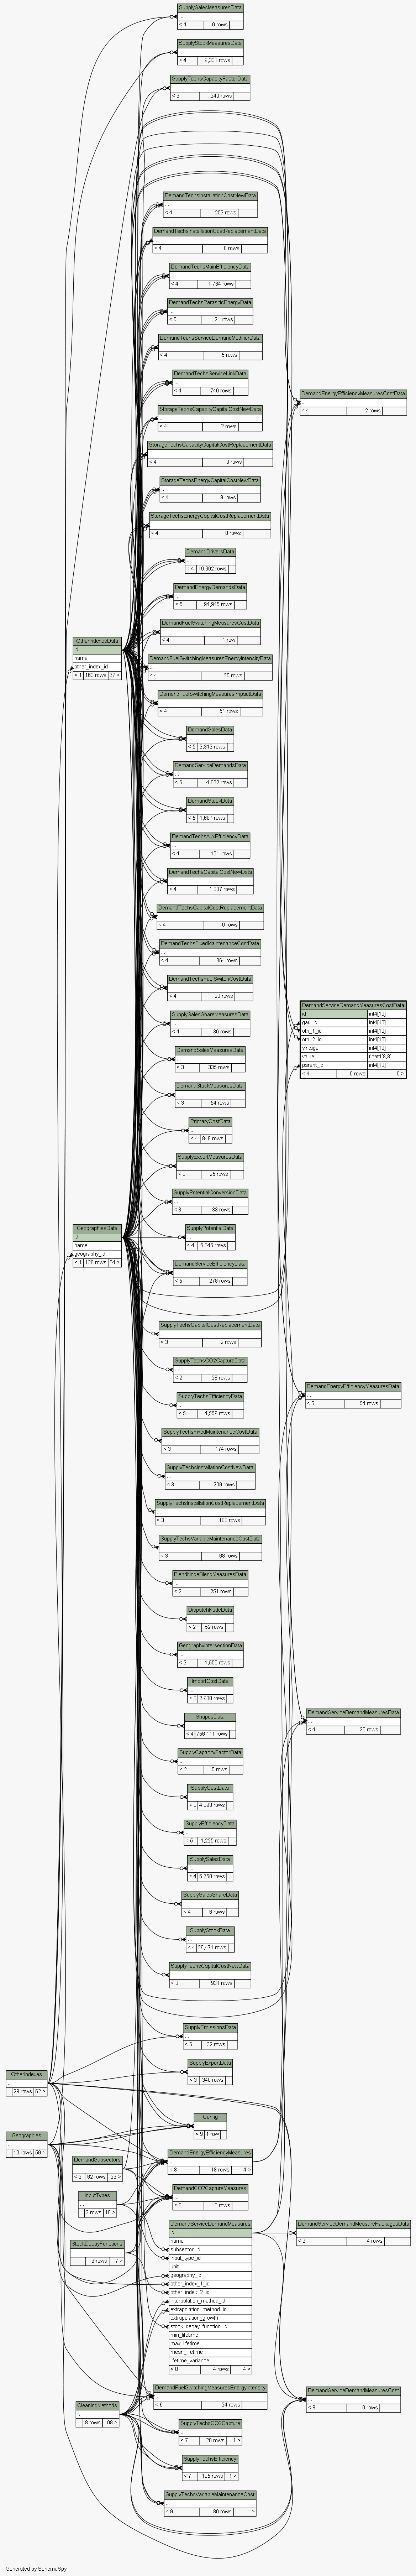 SupplySalesMeasuresData
...
< 4 0 rows
SupplyStockMeasuresData
...
< 4 8,331 rows
SupplyTechsCapacityFactorData
...
< 3 240 rows
DemandTechsInstallationCostNewData
...
< 4 252 rows
DemandTechsInstallationCostReplacementData
...
< 4 0 rows
DemandTechsMainEfficiencyData
...
< 4 1,784 rows
DemandTechsParasiticEnergyData
...
< 5 21 rows
DemandTechsServiceDemandModifierData
...
< 4 5 rows
DemandTechsServiceLinkData
...
< 4 740 rows
DemandEnergyEfficiencyMeasuresCostData
...
< 4 2 rows
StorageTechsCapacityCapitalCostNewData
...
< 4 2 rows
StorageTechsCapacityCapitalCostReplacementData
...
< 4 0 rows
StorageTechsEnergyCapitalCostNewData
...
< 4 9 rows
StorageTechsEnergyCapitalCostReplacementData
...
< 4 0 rows
DemandDriversData
...
< 4 19,882 rows
DemandEnergyDemandsData
...
< 5 94,945 rows
DemandFuelSwitchingMeasuresCostData
...
< 4 1 row
OtherIndexesData
id
name
other_index_id
< 1 163 rows 67 >
DemandFuelSwitchingMeasuresEnergyIntensityData
...
< 4 25 rows
DemandFuelSwitchingMeasuresImpactData
...
< 4 51 rows
DemandSalesData
...
< 5 3,319 rows
DemandServiceDemandsData
...
< 6 4,832 rows
DemandStockData
...
< 5 1,687 rows
DemandTechsAuxEfficiencyData
...
< 4 101 rows
DemandTechsCapitalCostNewData
...
< 4 1,337 rows
DemandTechsCapitalCostReplacementData
...
< 4 0 rows
DemandTechsFixedMaintenanceCostData
...
< 4 364 rows
DemandTechsFuelSwitchCostData
...
< 4 20 rows
SupplySalesShareMeasuresData
...
< 4 36 rows
DemandServiceDemandMeasuresCostData
id int4[10]
gau_id int4[10]
oth_1_id int4[10]
oth_2_id int4[10]
vintage int4[10]
value float4[8,8]
parent_id int4[10]
< 4 0 rows 0 >
DemandSalesMeasuresData
...
< 3 335 rows
DemandStockMeasuresData
...
< 3 54 rows
PrimaryCostData
...
< 4 846 rows
SupplyExportMeasuresData
...
< 3 25 rows
SupplyPotentialConversionData
...
< 3 33 rows
GeographiesData
id
name
geography_id
< 1 128 rows 84 >
SupplyPotentialData
...
< 4 5,846 rows
DemandServiceEfficiencyData
...
< 5 278 rows
SupplyTechsCapitalCostReplacementData
...
< 3 2 rows
SupplyTechsCO2CaptureData
...
< 2 28 rows
DemandEnergyEfficiencyMeasuresData
...
< 5 54 rows
SupplyTechsEfficiencyData
...
< 5 4,559 rows
SupplyTechsFixedMaintenanceCostData
...
< 3 174 rows
SupplyTechsInstallationCostNewData
...
< 3 209 rows
SupplyTechsInstallationCostReplacementData
...
< 3 180 rows
SupplyTechsVariableMaintenanceCostData
...
< 3 88 rows
BlendNodeBlendMeasuresData
...
< 2 251 rows
DispatchNodeData
...
< 2 52 rows
GeographyIntersectionData
...
< 2 1,550 rows
ImportCostData
...
< 3 2,900 rows
ShapesData
...
< 4 756,111 rows
DemandServiceDemandMeasuresData
...
< 4 30 rows
SupplyCapacityFactorData
...
< 2 5 rows
SupplyCostData
...
< 3 4,093 rows
SupplyEfficiencyData
...
< 5 1,225 rows
SupplySalesData
...
< 4 8,750 rows
SupplySalesShareData
...
< 4 8 rows
SupplyStockData
...
< 4 26,471 rows
SupplyTechsCapitalCostNewData
...
< 3 931 rows
SupplyEmissionsData
...
< 6 32 rows
SupplyExportData
...
< 3 340 rows
OtherIndexes
...
29 rows 62 >
Config
...
< 9 1 row
Geographies
...
10 rows 59 >
DemandEnergyEfficiencyMeasures
...
< 8 18 rows 4 >
DemandSubsectors
...
< 2 82 rows 23 >
DemandCO2CaptureMeasures
...
< 8 0 rows
InputTypes
...
2 rows 10 >
DemandServiceDemandMeasures
id
name
subsector_id
input_type_id
unit
geography_id
other_index_1_id
other_index_2_id
interpolation_method_id
extrapolation_method_id
extrapolation_growth
stock_decay_function_id
min_lifetime
max_lifetime
mean_lifetime
lifetime_variance
< 8 4 rows 4 >
DemandServiceDemandMeasurePackagesData
...
< 2 4 rows
StockDecayFunctions
...
3 rows 7 >
DemandFuelSwitchingMeasuresEnergyIntensity
...
< 6 24 rows
DemandServiceDemandMeasuresCost
...
< 8 0 rows
CleaningMethods
...
8 rows 108 >
SupplyTechsCO2Capture
...
< 7 28 rows 1 >
SupplyTechsEfficiency
...
< 7 105 rows 1 >
SupplyTechsVariableMaintenanceCost
...
< 9 80 rows 1 >
Generated by SchemaSpy